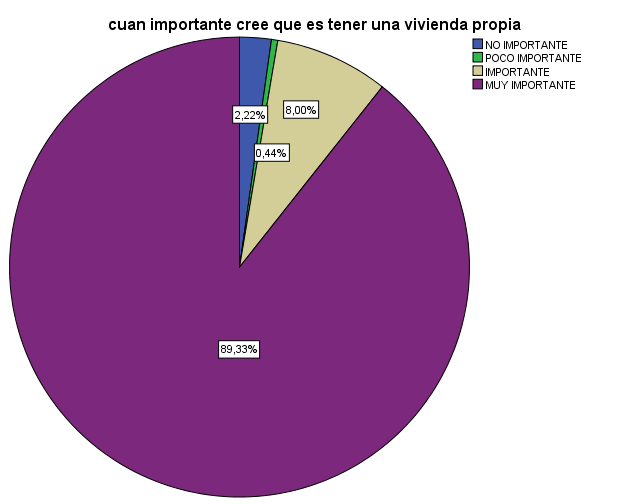 cuan importante cree que es tener una vivienda propia
NO IMPORTANTE
POCO IMPORTANTE
IMPORTANTE
MUY IMPORTANTE
2,22%
8,00%
0,44%
89,33%